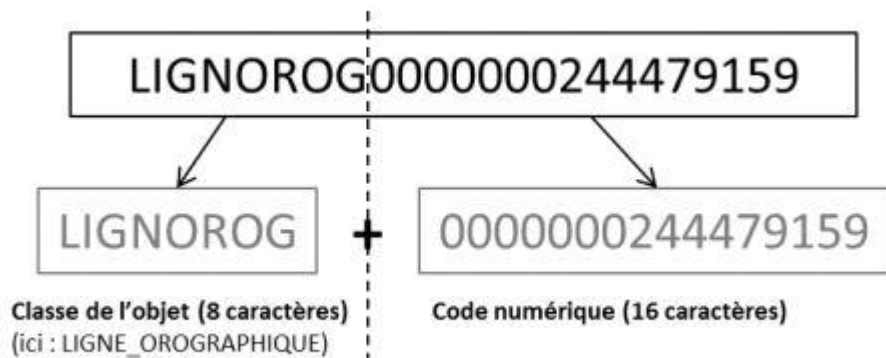 LIGNOROG0000000244479159
LIGNOROG + 0000000244479159
Classe de l'objet (8 caractères) Code numérique (16 caractères)
(ici : LIGNE_OROGRAPHIQUE)